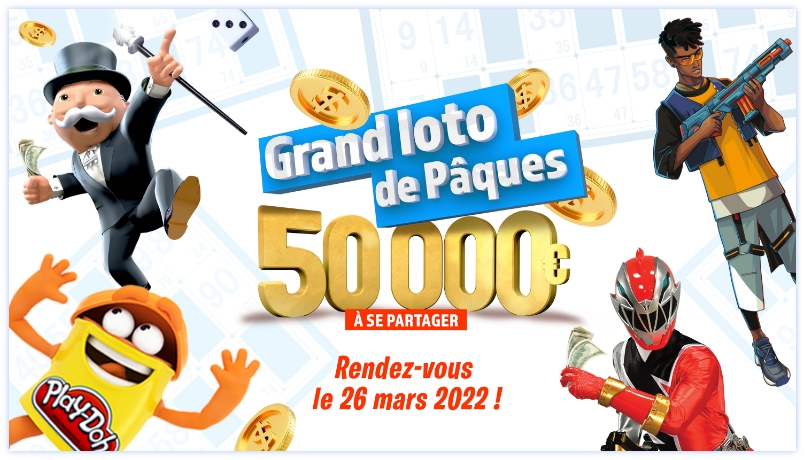 Grand loto
de Pâques
50 000€
À SE PARTAGER
Rendez-vous
le 26 mars 2022 !
Play-Doh